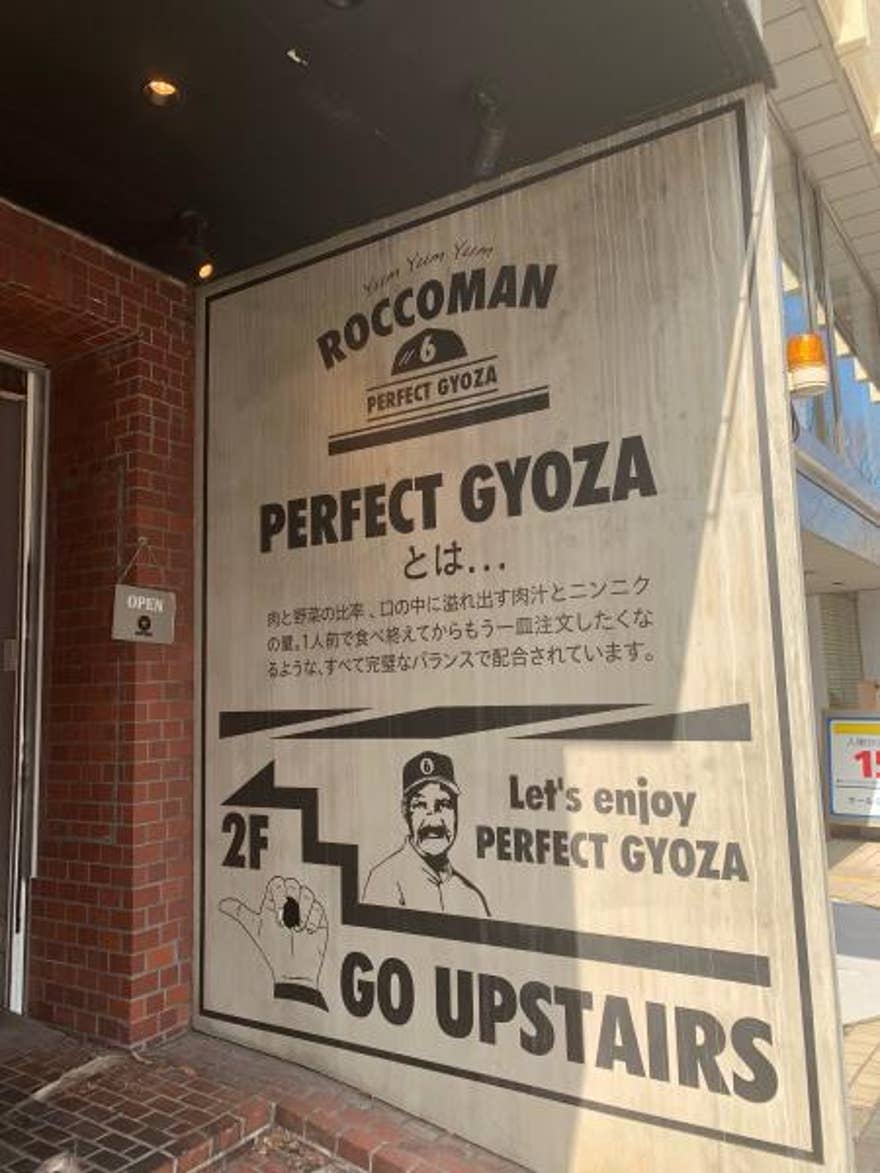 Yum Yum Yum
ROCCOMAN
6
PERFECT GYOZA
PERFECT GYOZA
とは...
肉と野菜の比率、口の中に溢れ出す肉汁とニンニク
の量。1人前で食べ終えてからもう一皿注文したくな
るような、すべて完璧なバランスで配合されています。
OPEN
6
Let's enjoy
PERFECT GYOZA
2F
GO UPSTAIRS